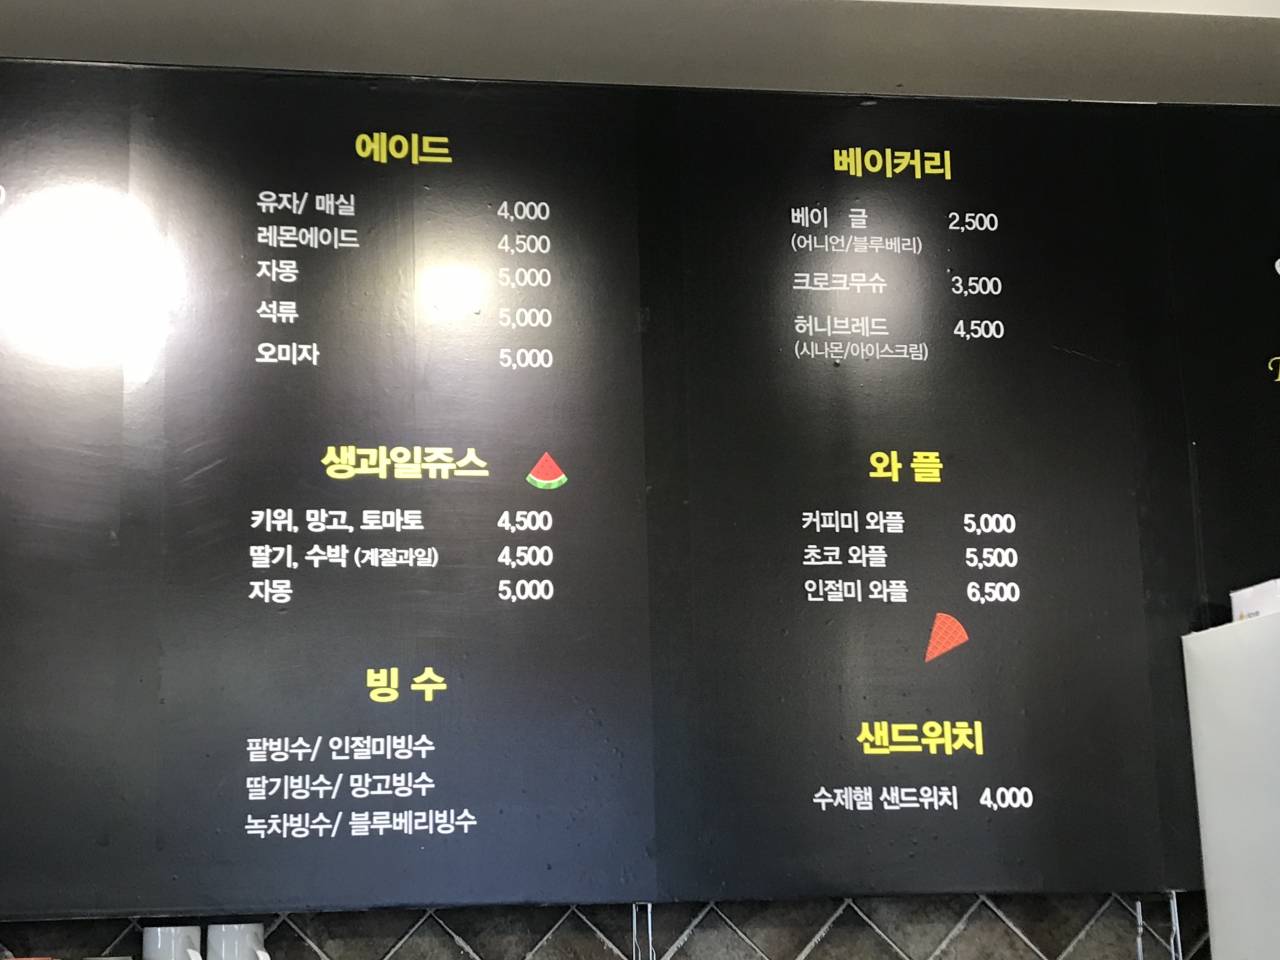 에이드
유자/ 매실 4,000
레몬에이드 4,500
자몽 5,000
석류 5,000
오미자 5,000
생과일쥬스
키위, 망고, 토마토 4,500
딸기, 수박 (계절과일) 4,500
자몽 5,000
빙 수
팥빙수/ 인절미빙수
딸기빙수/ 망고빙수
녹차빙수/ 블루베리빙수
베이커리
베이 글 2,500
(어니언/블루베리)
크로크무슈 3,500
허니브레드 4,500
(시나몬/아이스크림)
와 플
커피미 와플 5,000
초코 와플 5,500
인절미 와플 6,500
샌드위치
수제햄 샌드위치 4,000